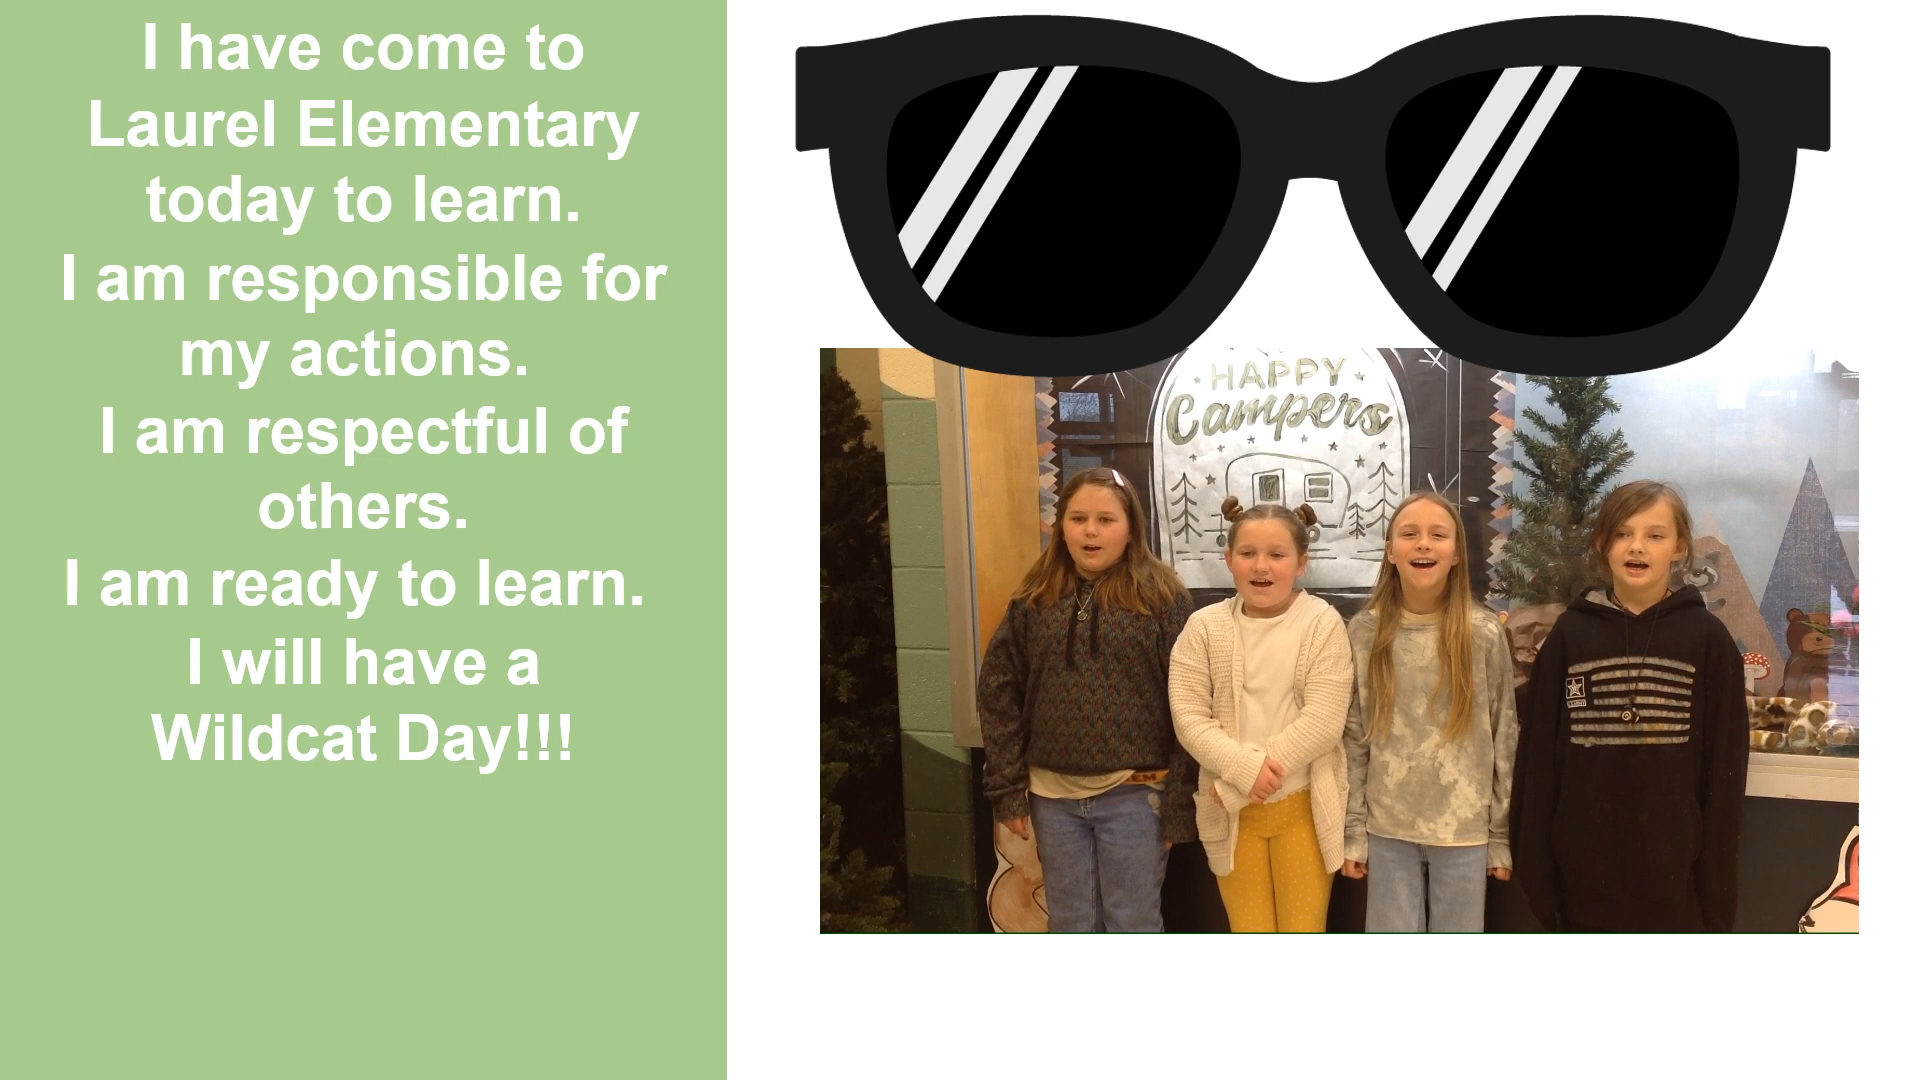 I have come to
Laurel Elementary
today to learn.
I am responsible for
my actions.
I am respectful of
others.
I am ready to learn.
I will have a
Wildcat Day!!!
HAPPY
Campers